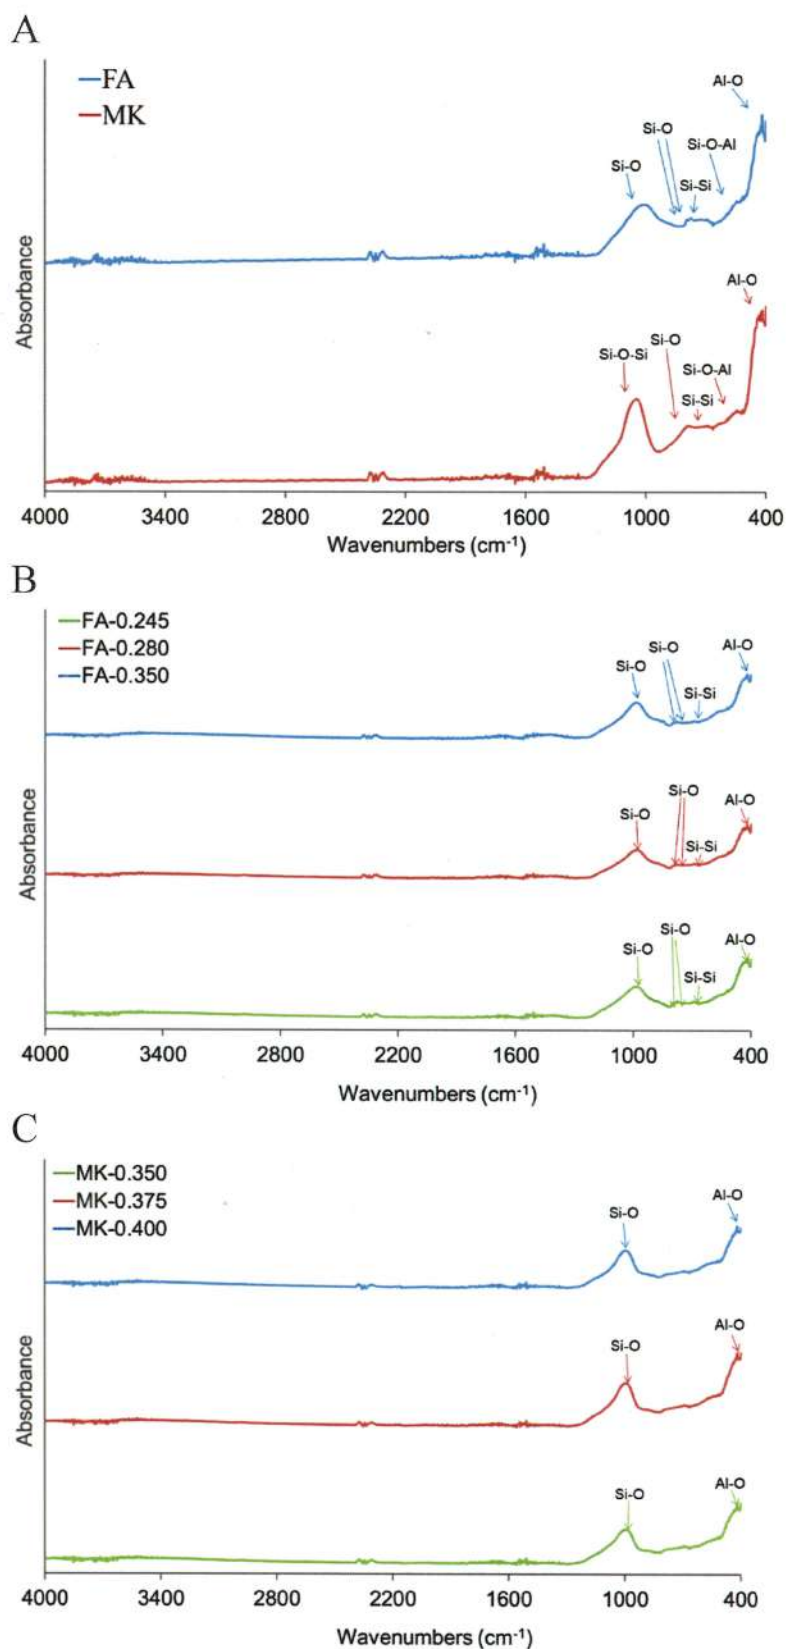 A
FA
MK
Al-O
Si-O
Si-O-Al
Si-O
Si-Si
Al-O
Si-O
Si-O-Si
Si-O-Al
Si-Si
Absorbance
4000 3400 2800 2200 1600 1000 400
Wavenumbers (cm-1)
B
FA-0.245
FA-0.280
FA-0.350
Si-O
Al-O
Si-O
Si-Si
Si-O
Al-O
Si-O
Si-Si
Si-O
Al-O
Si-O
Si-Si
Absorbance
4000 3400 2800 2200 1600 1000 400
Wavenumbers (cm-1)
C
MK-0.350
MK-0.375
MK-0.400
Al-O
Si-O
Al-O
Si-O
Al-O
Si-O
Absorbance
4000 3400 2800 2200 1600 1000 400
Wavenumbers (cm-1)